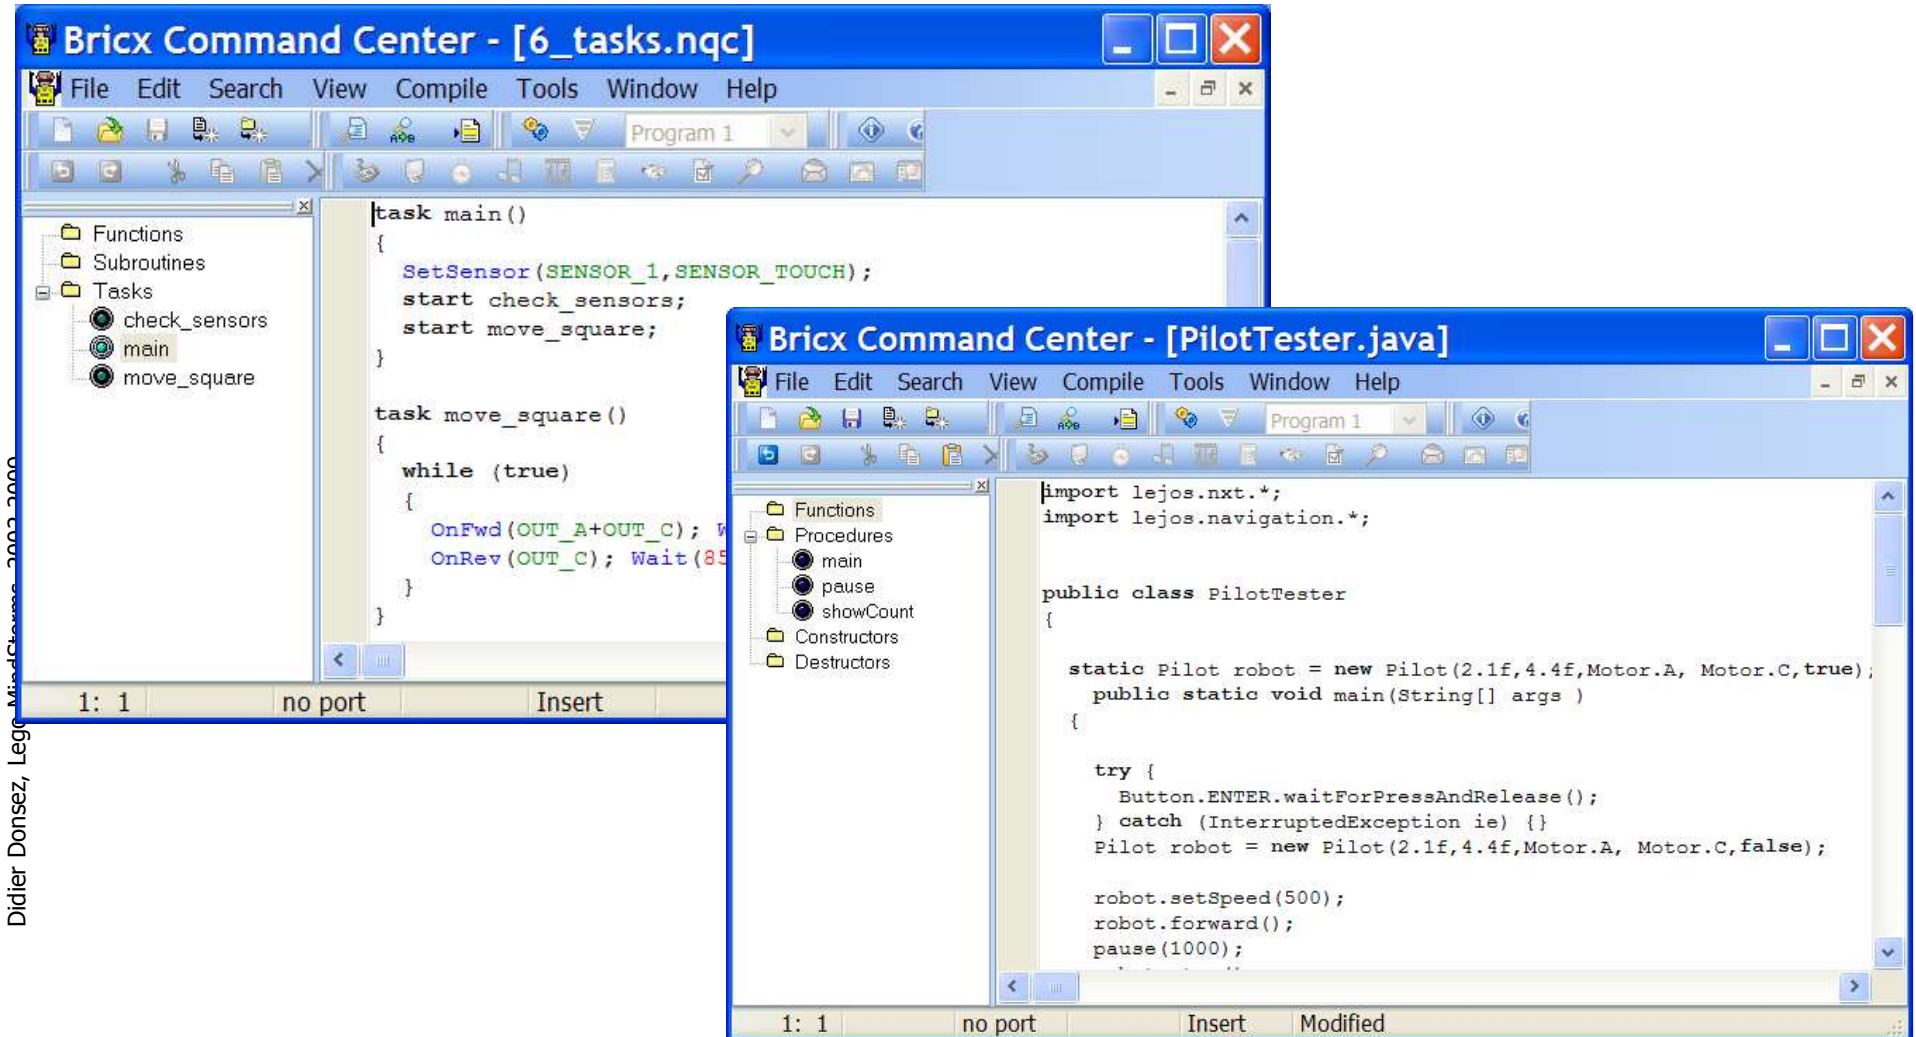 Bricx Command Center - [6_tasks.nqc]
File Edit Search View Compile Tools Window Help
Program 1
Functions
Subroutines
Tasks
check_sensors
main
move_square
task main()
{
SetSensor(SENSOR_1,SENSOR_TOUCH);
start check_sensors;
start move_square;
}
task move_square()
{
while (true)
{
OnFwd(OUT_A+OUT_C);
OnRev(OUT_C); Wait(85
}
}
1: 1 no port Insert
Bricx Command Center - [PilotTester.java]
File Edit Search View Compile Tools Window Help
Program 1
Functions
Procedures
main
pause
showCount
Constructors
Destructors
import lejos.nxt.*;
import lejos.navigation.*;
public class PilotTester
{
static Pilot robot = new Pilot(2.1f,4.4f,Motor.A, Motor.C,true);
public static void main(String[] args )
{
try {
Button.ENTER.waitForPressAndRelease();
} catch (InterruptedException ie) {}
Pilot robot = new Pilot(2.1f,4.4f,Motor.A, Motor.C,false);
robot.setSpeed(500);
robot.forward();
pause(1000);
1: 1 no port Insert Modified
Didier Donsez, Lego